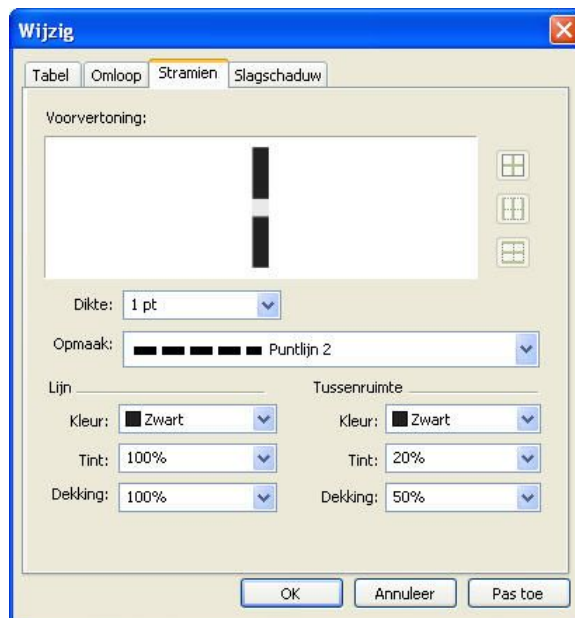 Wijzig
Tabel Omloop Stramien Slagschaduw
Voorvertoning:
Dikte: 1 pt
Opmaak: Puntlijn 2
Lijn Tussenruimte
Kleur: Zwart Kleur: Zwart
Tint: 100% Tint: 20%
Dekking: 100% Dekking: 50%
OK Annuleer Pas toe